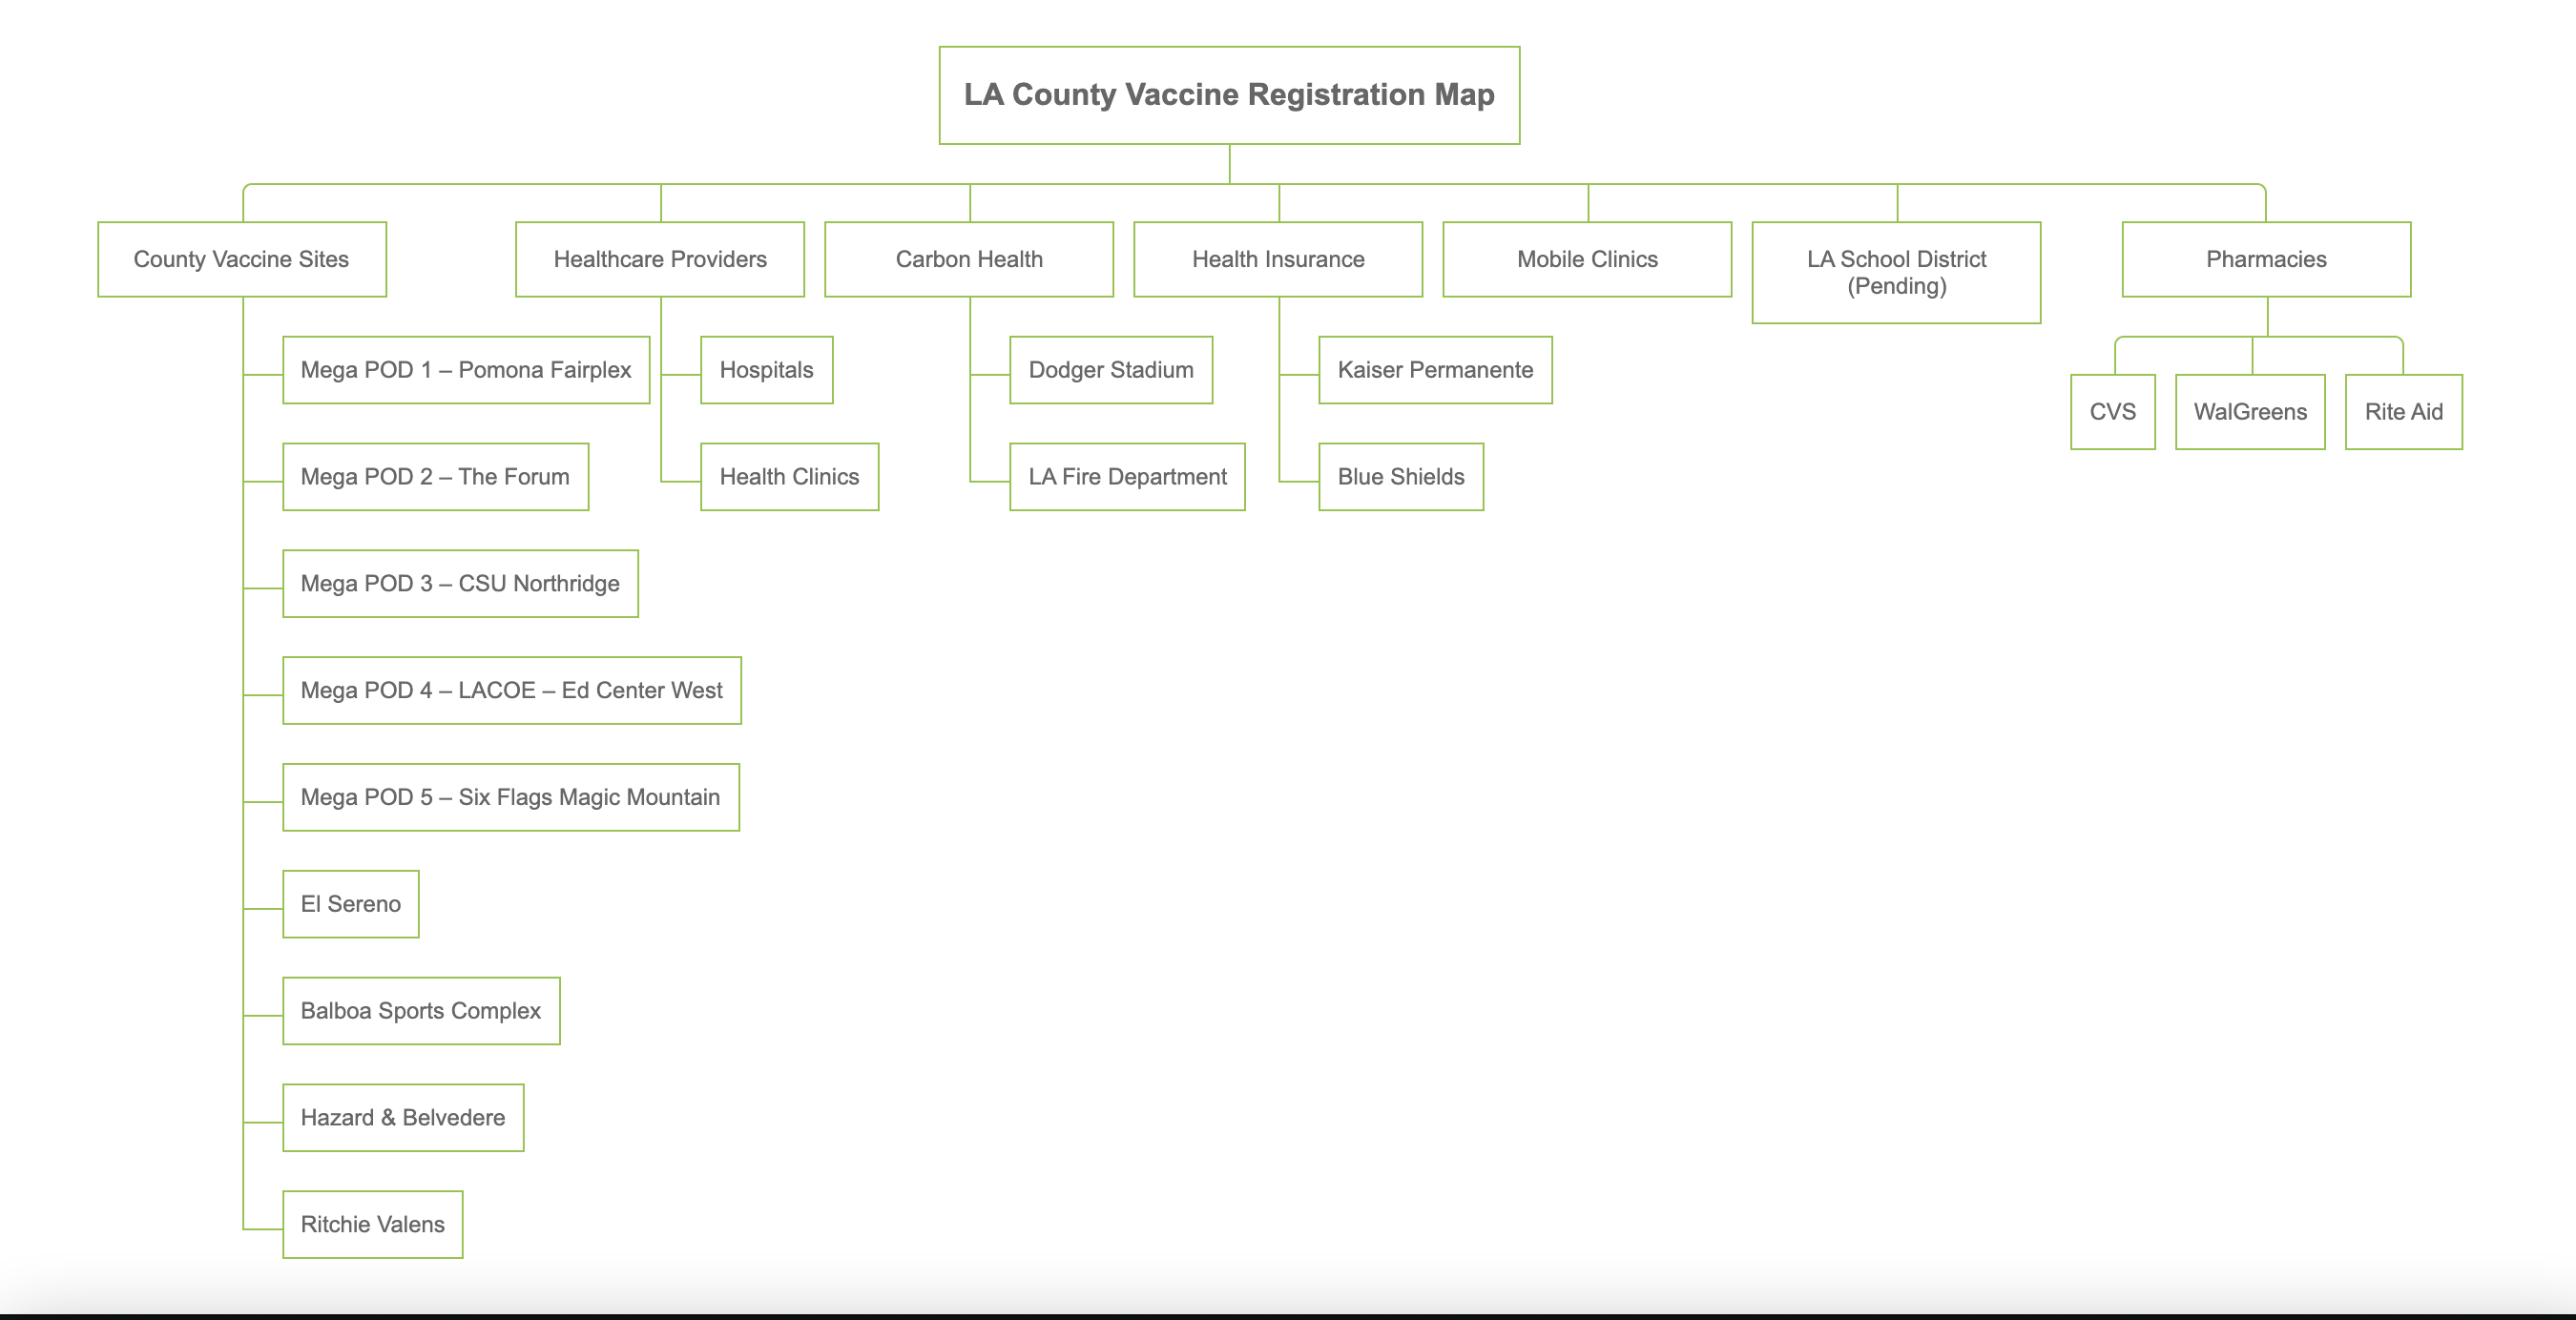 LA County Vaccine Registration Map
County Vaccine Sites
Healthcare Providers
Carbon Health
Health Insurance
Mobile Clinics
LA School District
(Pending)
Pharmacies
Mega POD 1 – Pomona Fairplex
Mega POD 2 – The Forum
Mega POD 3 – CSU Northridge
Mega POD 4 – LACOE – Ed Center West
Mega POD 5 – Six Flags Magic Mountain
El Sereno
Balboa Sports Complex
Hazard & Belvedere
Ritchie Valens
Hospitals
Health Clinics
Dodger Stadium
LA Fire Department
Kaiser Permanente
Blue Shields
CVS
WalGreens
Rite Aid